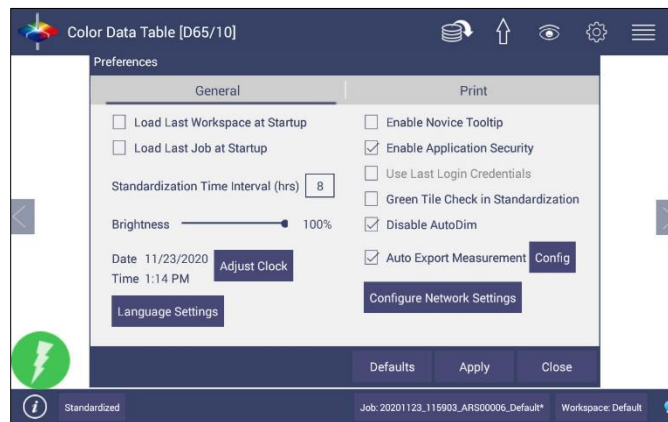 Color Data Table [D65/10]
Preferences
General
Print
Load Last Workspace at Startup
Load Last Job at Startup
Standardization Time Interval (hrs) 8
Brightness 100%
Date 11/23/2020
Time 1:14 PM
Adjust Clock
Language Settings
Enable Novice Tooltip
Enable Application Security
Use Last Login Credentials
Green Tile Check in Standardization
Disable AutoDim
Auto Export Measurement Config
Configure Network Settings
Defaults Apply Close
i Standardized Job: 20201123_115903_ARS00006_Default* Workspace: Default